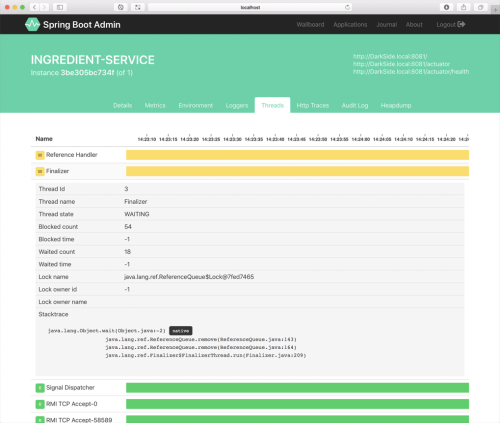 localhost
Spring Boot Admin
Wallboard Applications Journal About Logout
INGREDIENT-SERVICE
Instance 3be305bc734f (of 1)
http://DarkSide.local:8081/
http://DarkSide.local:8081/actuator
http://DarkSide.local:8081/actuator/health
Details Metrics Environment Loggers Threads Http Traces Audit Log Heapdump
Name 14:23:10 14:23:15 14:23:20 14:23:25 14:23:30 14:23:35 14:23:40 14:23:45 14:23:50 14:23:55 14:24:00 14:24:05 14:24:10 14:24:15 14:24:20 14:24
W Reference Handler
W Finalizer
Thread Id 3
Thread name Finalizer
Thread state WAITING
Blocked count 54
Blocked time -1
Waited count 18
Waited time -1
Lock name java.lang.ref.ReferenceQueue$Lock@7fed7465
Lock owner id -1
Lock owner name
Stacktrace
java.lang.Object.wait(Object.java:-2) native
java.lang.ref.ReferenceQueue.remove(ReferenceQueue.java:143)
java.lang.ref.ReferenceQueue.remove(ReferenceQueue.java:164)
java.lang.ref.Finalizer$FinalizerThread.run(Finalizer.java:209)
R Signal Dispatcher
R RMI TCP Accept-0
R RMI TCP Accept-58589